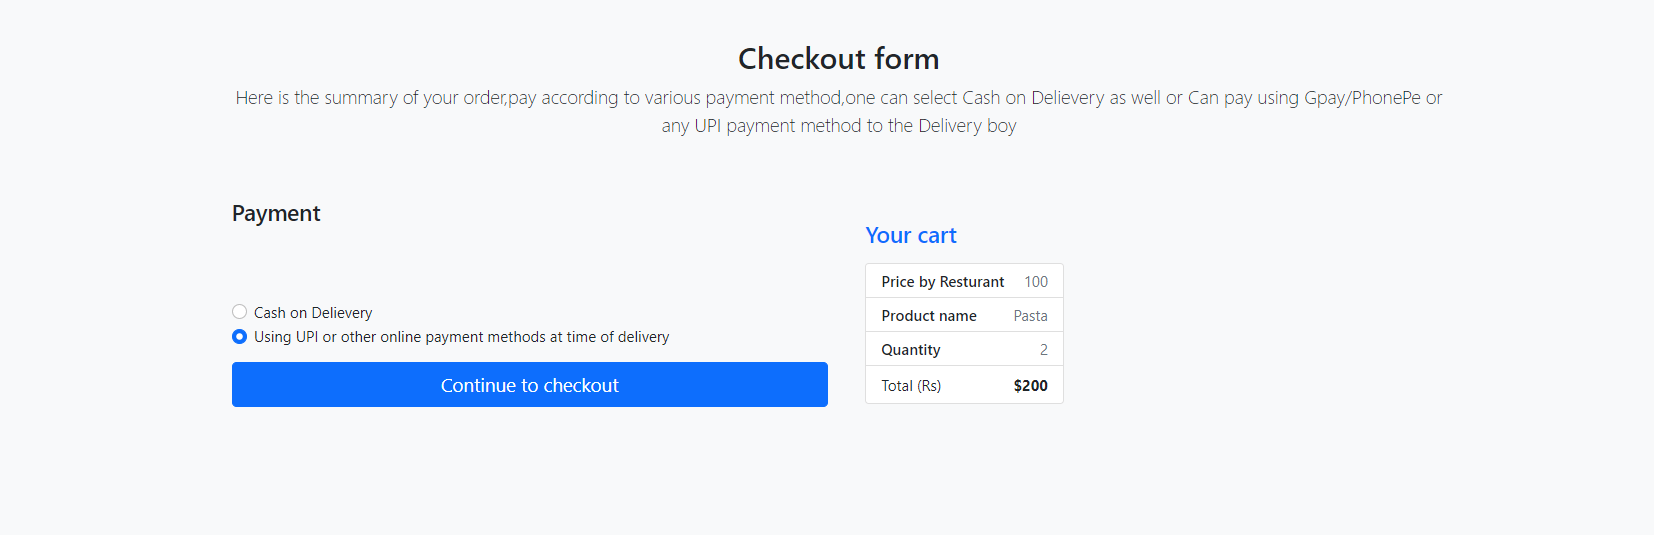 Checkout form
Here is the summary of your order,pay according to various payment method,one can select Cash on Delievery as well or Can pay using Gpay/PhonePe or
any UPI payment method to the Delivery boy
Payment
Cash on Delievery
Using UPI or other online payment methods at time of delivery
Continue to checkout
Your cart
Price by Resturant 100
Product name Pasta
Quantity 2
Total (Rs) $200